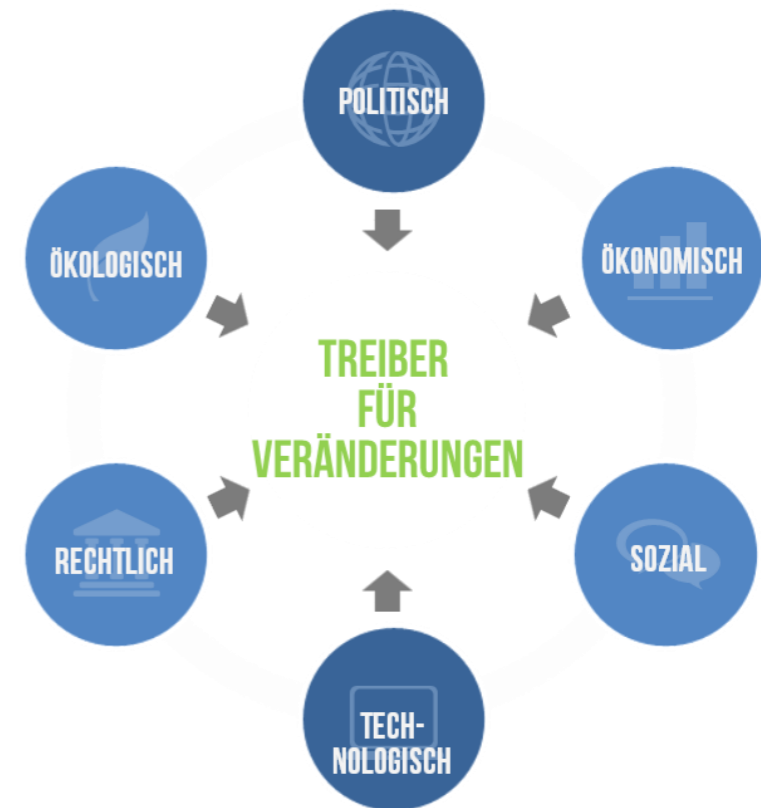 POLITISCH
ÖKOLOGISCH
ÖKONOMISCH
TREIBER
FÜR
VERÄNDERUNGEN
RECHTLICH
SOZIAL
TECH-
NOLOGISCH